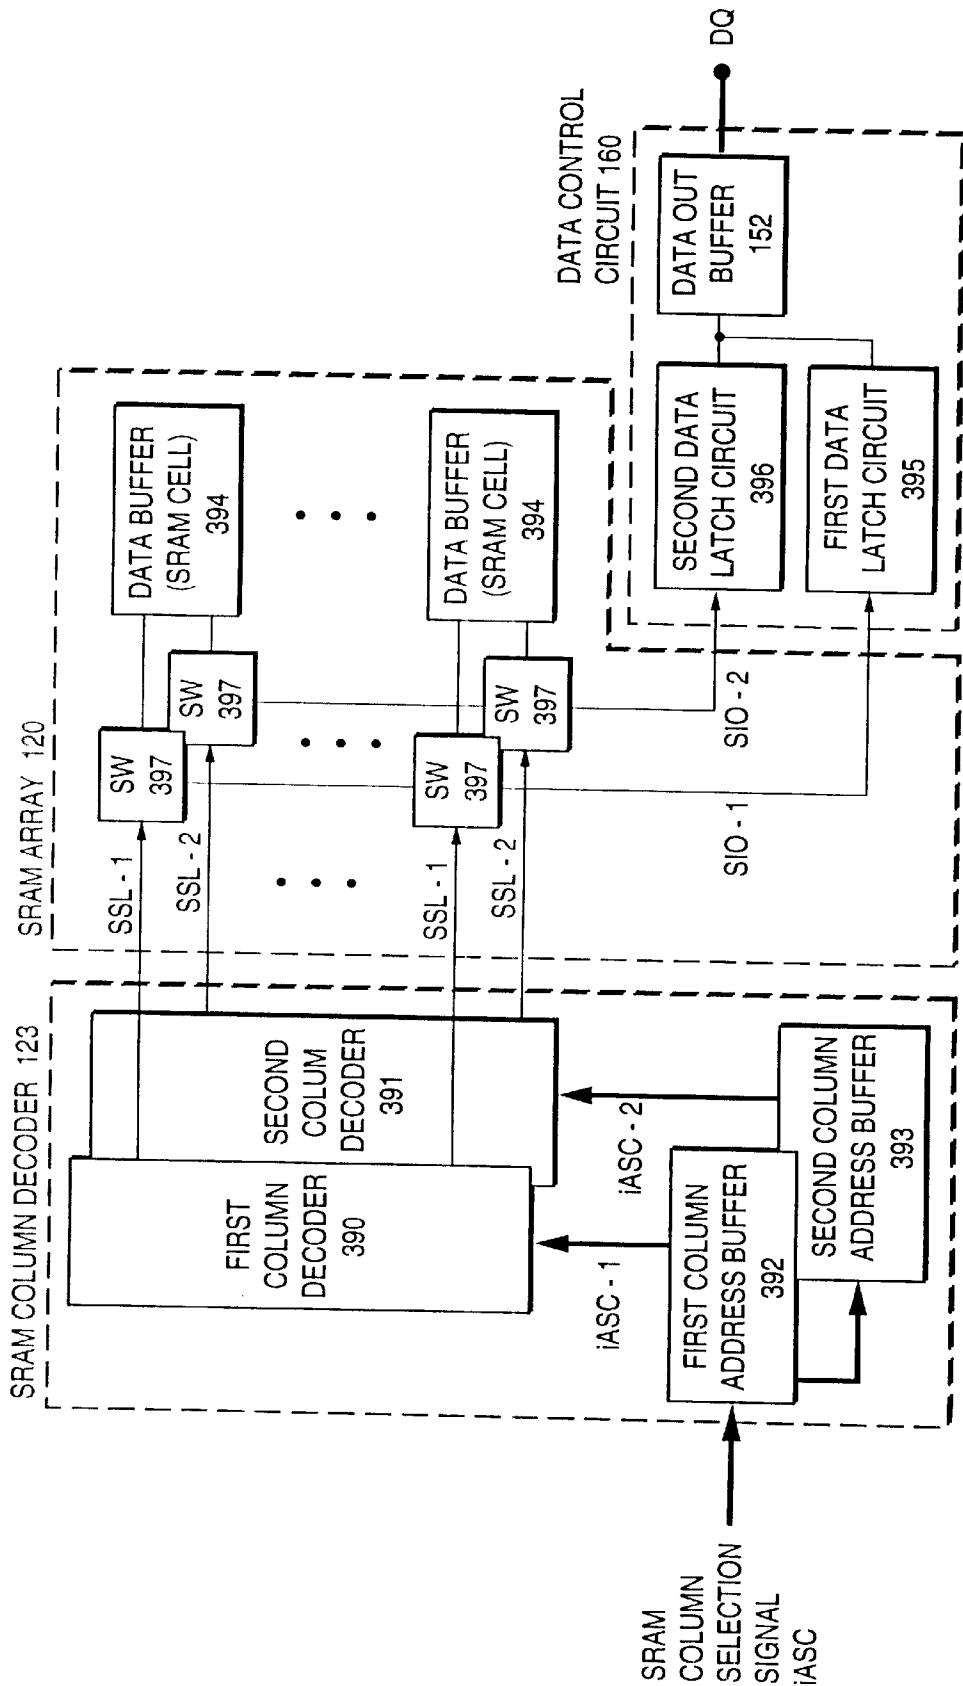 SRAM COLUMN DECODER 123
SRAM ARRAY 120
DATA CONTROL
CIRCUIT 160
FIRST
COLUMN
DECODER
390
SECOND
COLUM
DECODER
391
SSL - 1
SSL - 2
SSL - 1
SSL - 2
SW
397
SW
397
SW
397
SW
397
DATA BUFFER
(SRAM CELL)
394
DATA BUFFER
(SRAM CELL)
394
iASC - 1
iASC - 2
FIRST COLUMN
ADDRESS BUFFER
392
SECOND COLUMN
ADDRESS BUFFER
393
SRAM
COLUMN
SELECTION
SIGNAL
iASC
SIO - 1
SIO - 2
SECOND DATA
LATCH CIRCUIT
396
FIRST DATA
LATCH CIRCUIT
395
DATA OUT
BUFFER
152
DQ